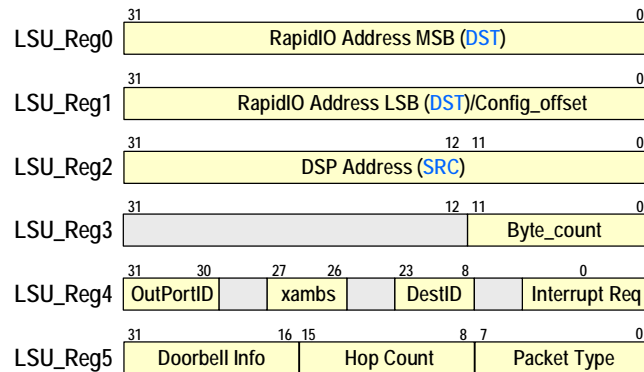 31 0
LSU_Reg0 RapidIO Address MSB (DST)
31 0
LSU_Reg1 RapidIO Address LSB (DST)/Config_offset
31 12 11 0
LSU_Reg2 DSP Address (SRC)
31 12 11 0
LSU_Reg3 Byte_count
31 30 27 26 23 8 0
LSU_Reg4 OutPortID xambs DestID Interrupt Req
31 16 15 8 7 0
LSU_Reg5 Doorbell Info Hop Count Packet Type